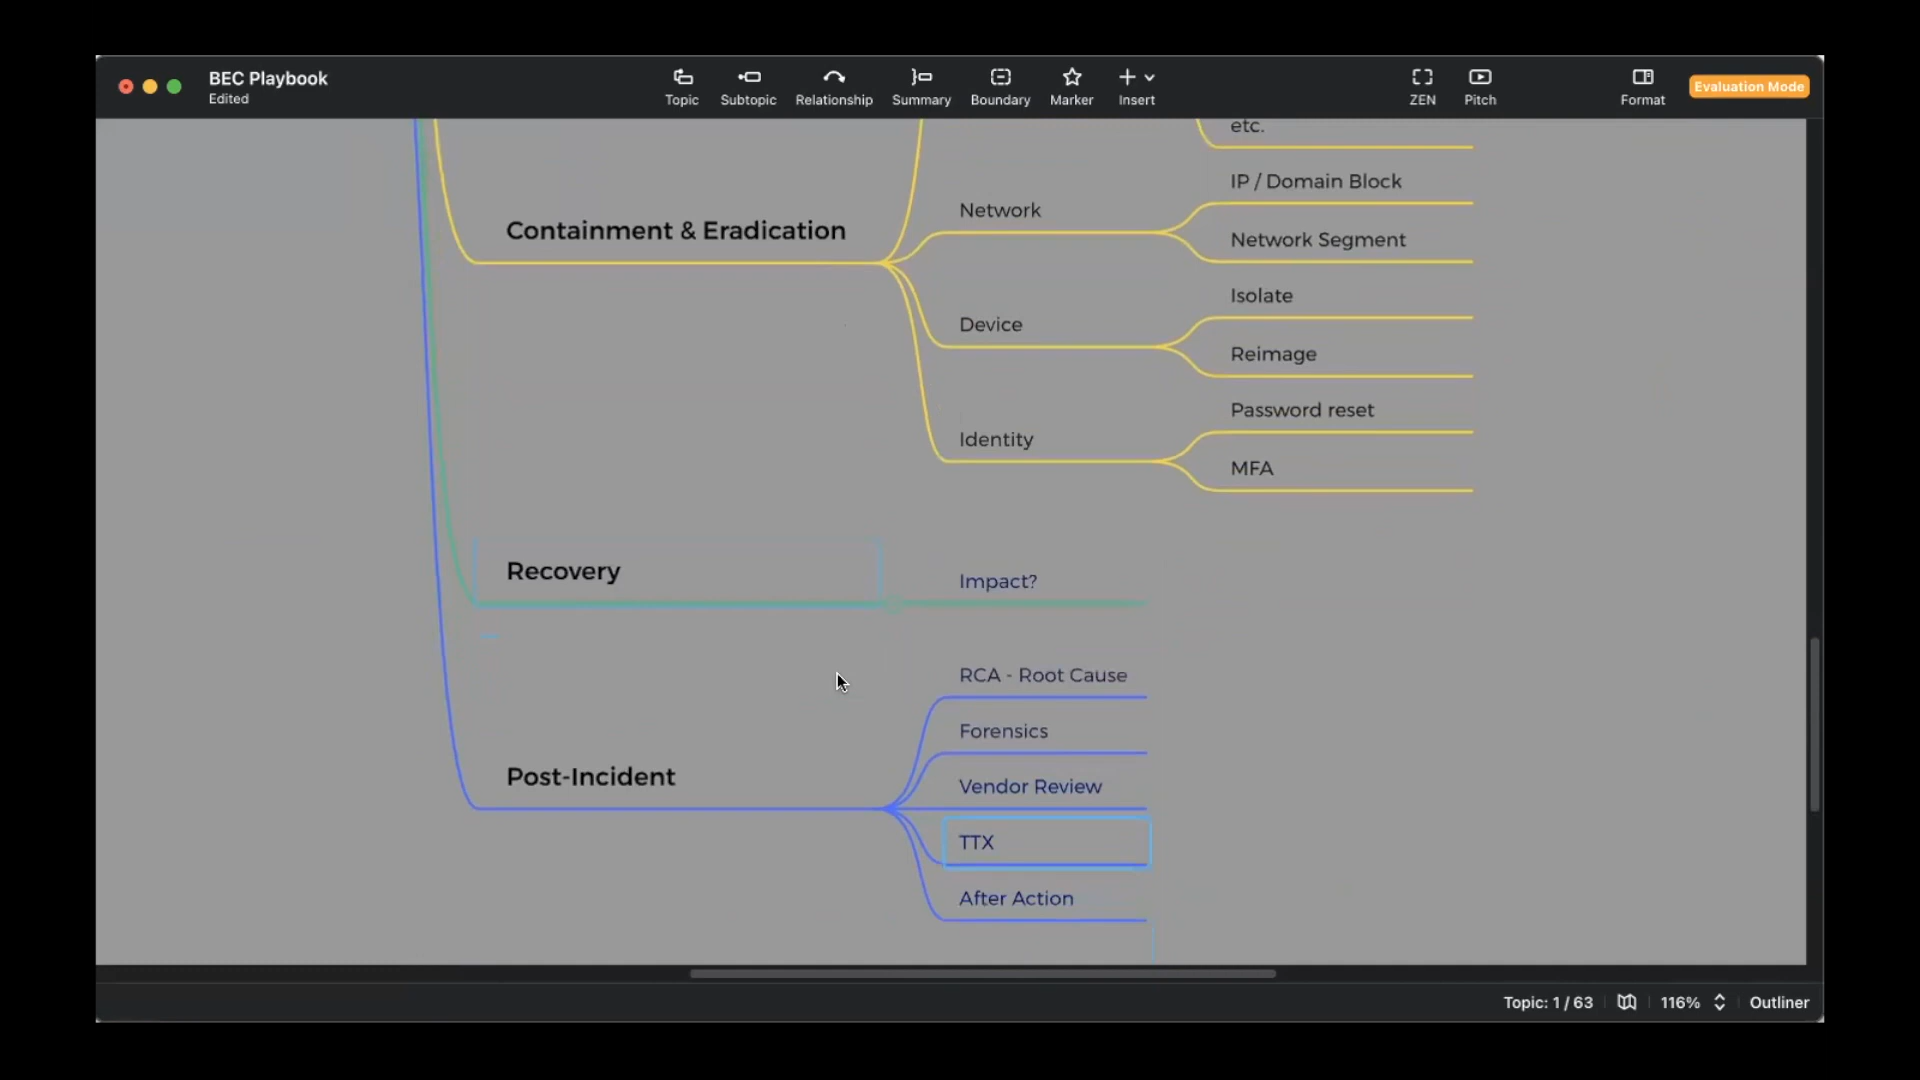 BEC Playbook
Edited
Topic
Subtopic
Relationship
Summary
Boundary
Marker
Insert
ZEN
Pitch
Format
Evaluation Mode
etc.
Containment & Eradication
Network
IP / Domain Block
Network Segment
Device
Isolate
Reimage
Identity
Password reset
MFA
Recovery
Impact?
Post-Incident
RCA - Root Cause
Forensics
Vendor Review
TTX
After Action
Topic: 1 / 63
116%
Outliner